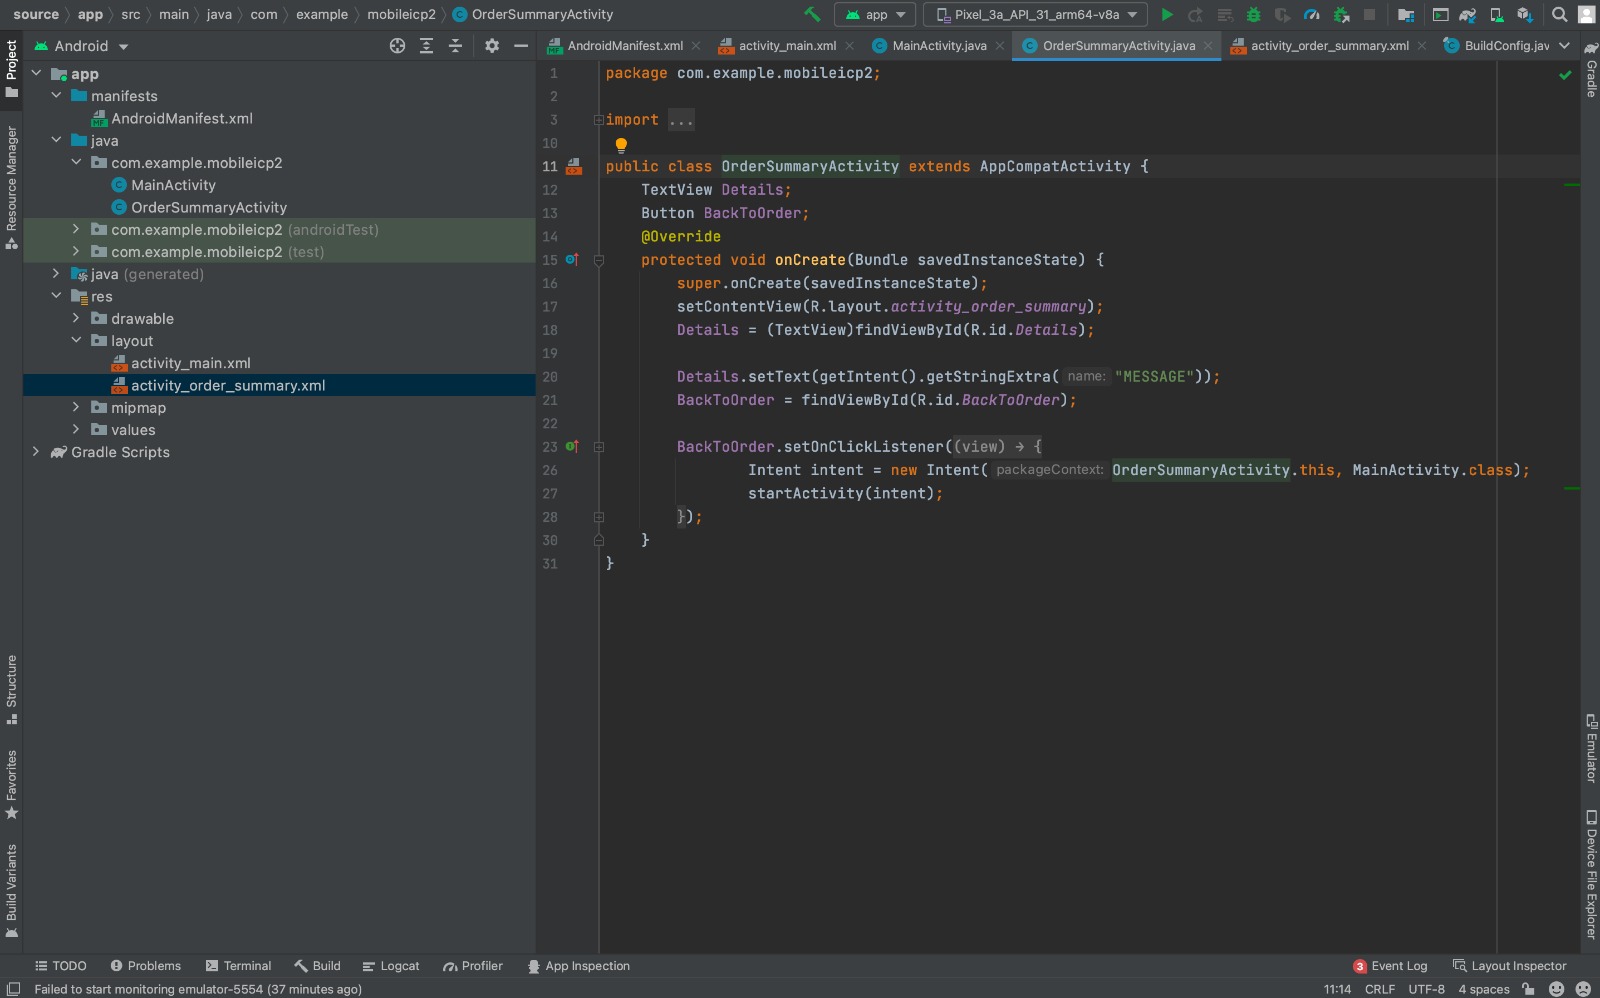 source app src main java com example mobileicp2 OrderSummaryActivity
app Pixel_3a_API_31_arm64-v8a
Project
Android
AndroidManifest.xml activity_main.xml MainActivity.java OrderSummaryActivity.java activity_order_summary.xml BuildConfig.jav
Gradle
app
manifests
AndroidManifest.xml
java
com.example.mobileicp2
MainActivity
OrderSummaryActivity
com.example.mobileicp2 (androidTest)
com.example.mobileicp2 (test)
java (generated)
res
drawable
layout
activity_main.xml
activity_order_summary.xml
mipmap
values
Gradle Scripts
Resource Manager
Structure
Favorites
Build Variants
1 package com.example.mobileicp2;
2
3 import ...
10
11 public class OrderSummaryActivity extends AppCompatActivity {
12 TextView Details;
13 Button BackToOrder;
14 @Override
15 protected void onCreate(Bundle savedInstanceState) {
16 super.onCreate(savedInstanceState);
17 setContentView(R.layout.activity_order_summary);
18 Details = (TextView)findViewById(R.id.Details);
19
20 Details.setText(getIntent().getStringExtra( name: "MESSAGE"));
21 BackToOrder = findViewById(R.id.BackToOrder);
22
23 BackToOrder.setOnClickListener((view) → {
26 Intent intent = new Intent( packageContext: OrderSummaryActivity.this, MainActivity.class);
27 startActivity(intent);
28 });
30 }
31 }
Emulator
Device File Explorer
TODO Problems Terminal Build Logcat Profiler App Inspection 3 Event Log Layout Inspector
Failed to start monitoring emulator-5554 (37 minutes ago) 11:14 CRLF UTF-8 4 spaces